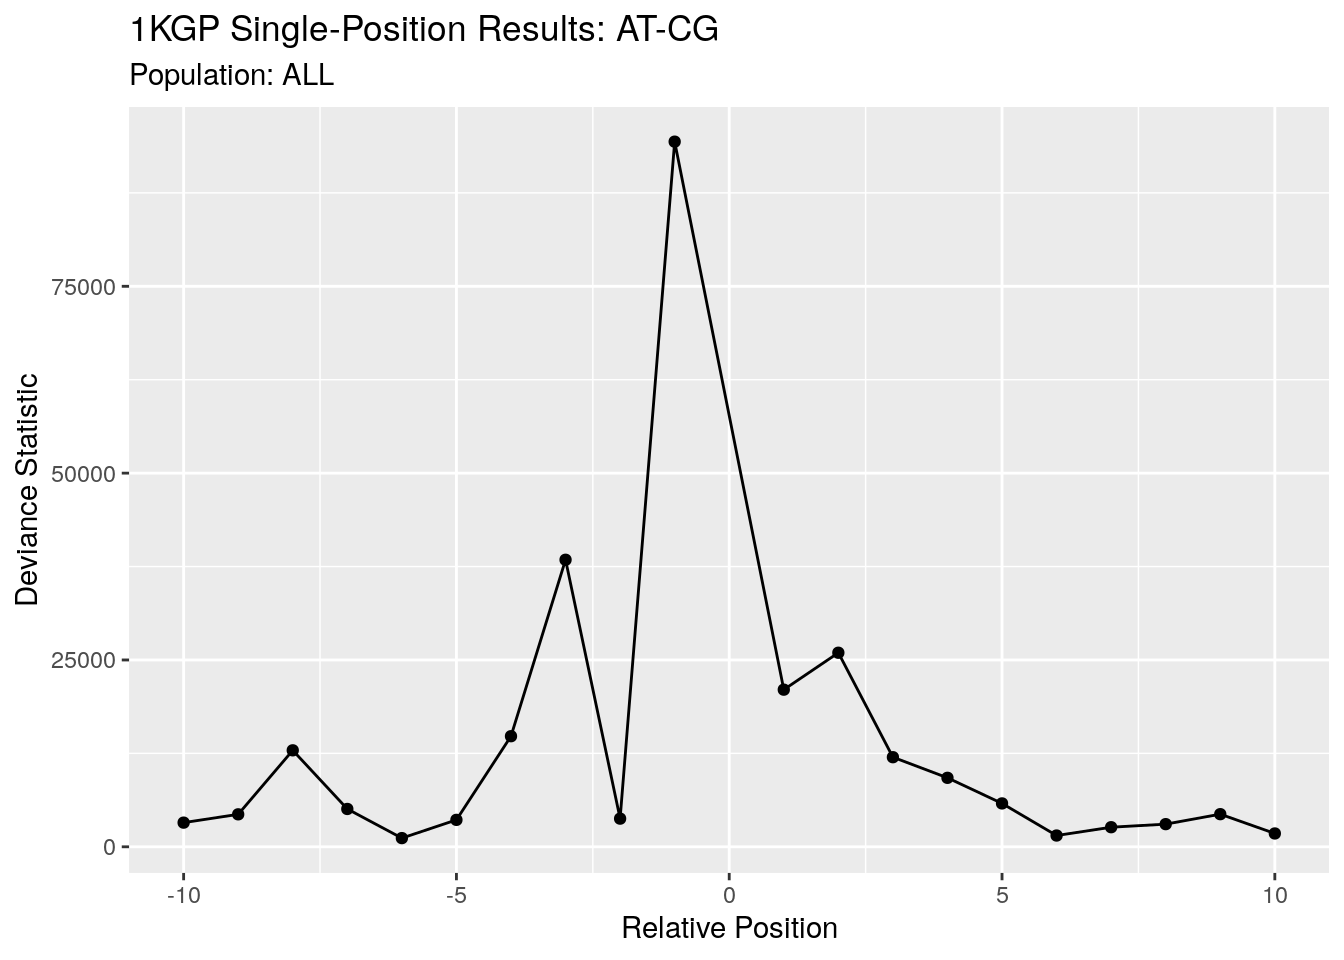 1KGP Single-Position Results: AT-CG
Population: ALL
Deviance Statistic
75000
50000
25000
0
-10
-5
0
5
10
Relative Position